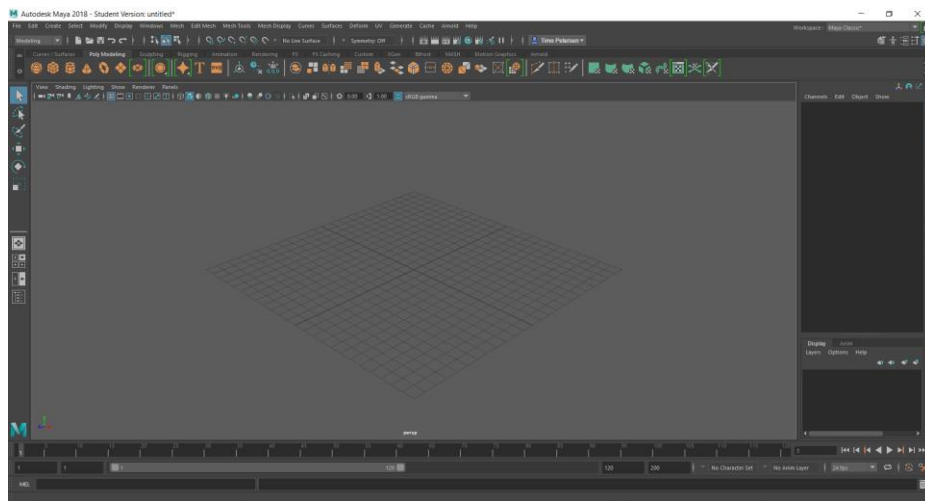 Autodesk Maya 2018 - Student Version: untitled*
File Edit Create Select Modify Display Windows Mesh Edit Mesh Mesh Tools Mesh Display Curves Surfaces Deform UV Generate Cache Arnold Help
Workspace: Maya Classic*
Modeling
No Live Surface
Symmetry: Off
Timo Petersen
Curves / Surfaces Poly Modeling Sculpting Rigging Animation Rendering FX FX Caching Custom XGen Bifrost MASH Motion Graphics Arnold
View Shading Lighting Show Renderer Panels
0.00 1.00 sRGB gamma
Channels Edit Object Show
persp
Display Anim
Layers Options Help
1 1 1 120 120 200 No Character Set No Anim Layer 24 fps
MEL